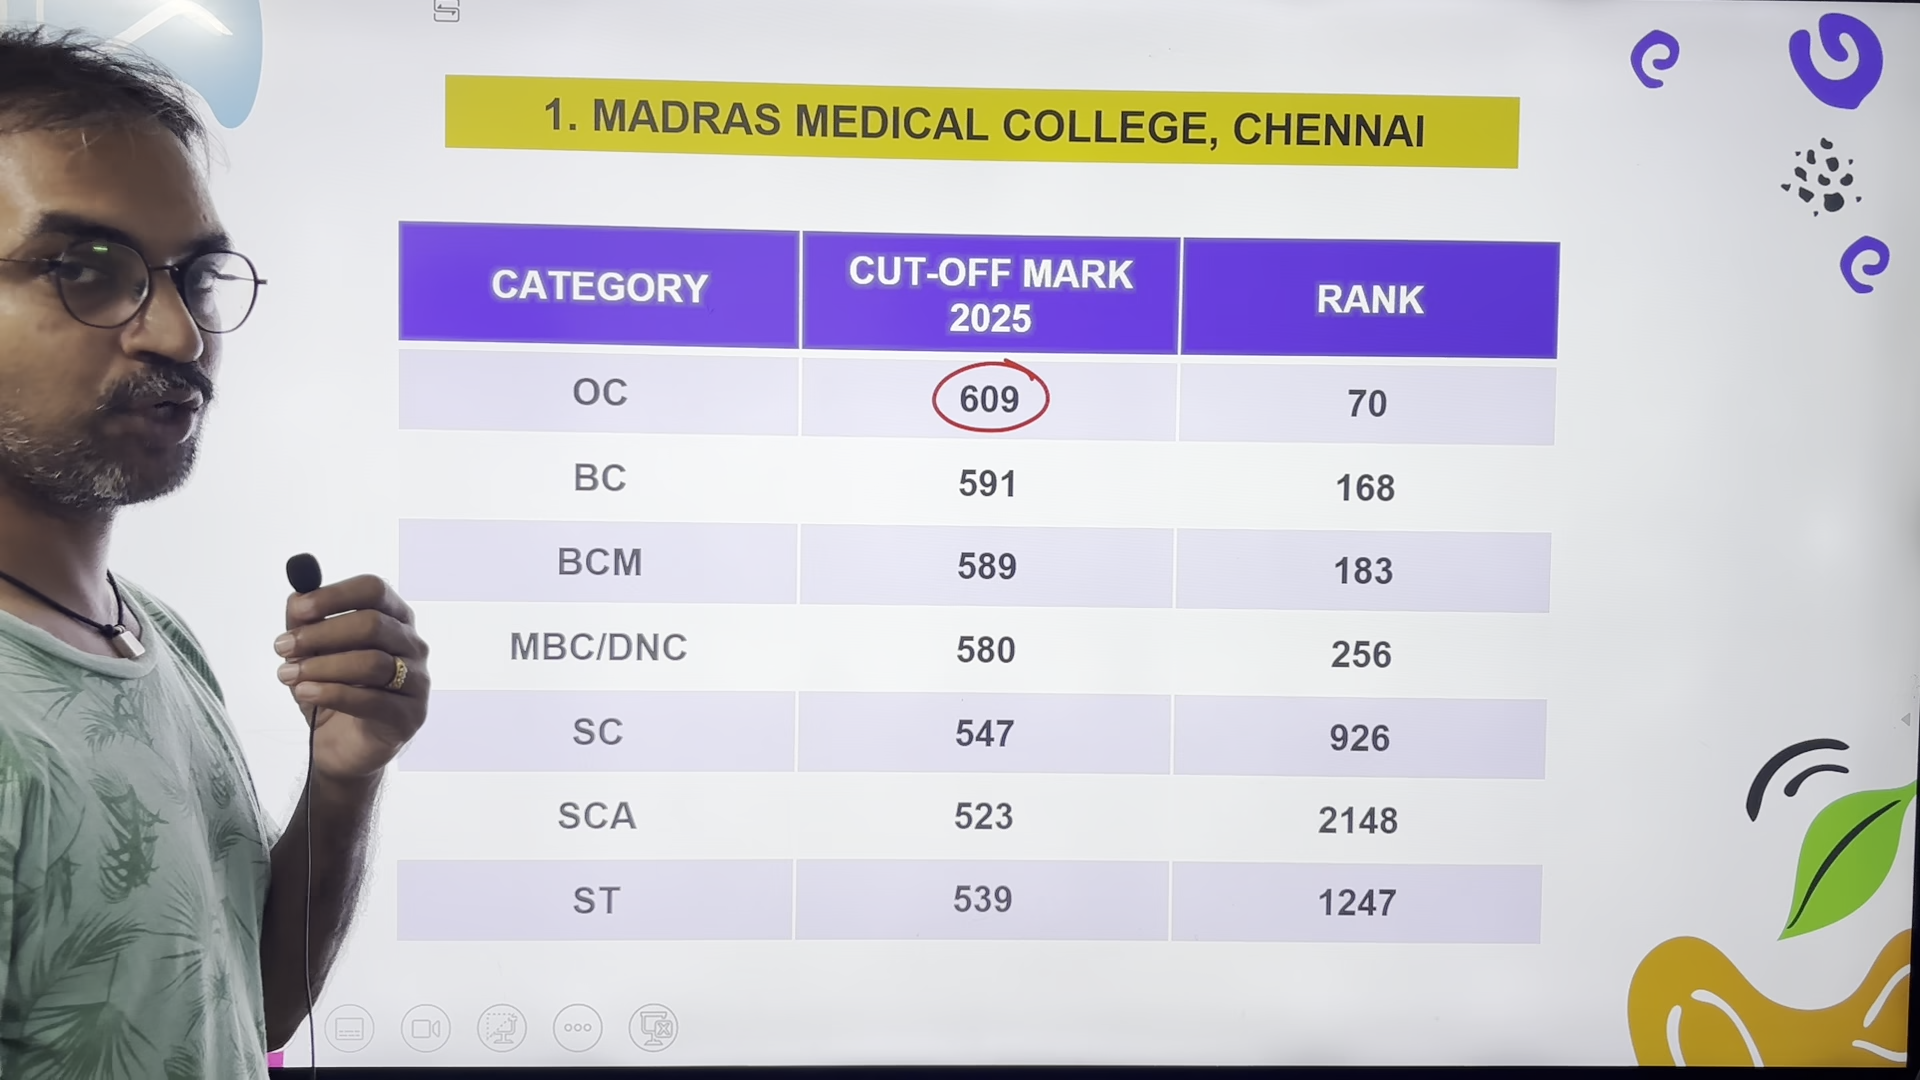 1. MADRAS MEDICAL COLLEGE, CHENNAI
CATEGORY CUT-OFF MARK 2025 RANK
OC 609 70
BC 591 168
BCM 589 183
MBC/DNC 580 256
SC 547 926
SCA 523 2148
ST 539 1247